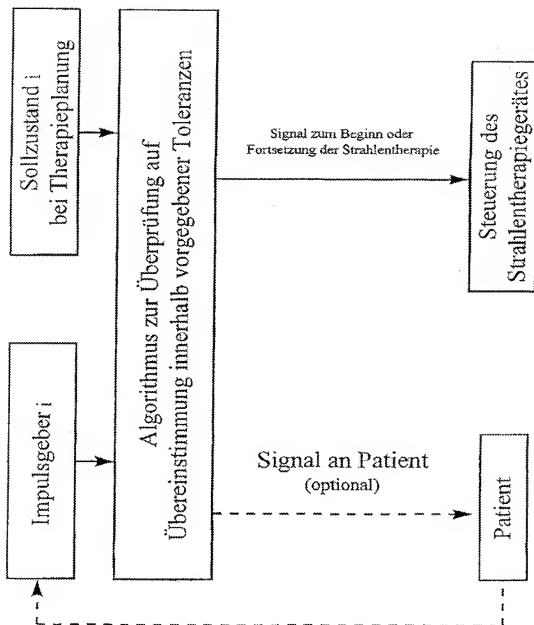 Sollzustand i
bei Therapieplanung
Impulsgeber i
Algorithmus zur Überprüfung auf
Übereinstimmung innerhalb vorgegebener Toleranzen
Signal zum Beginn oder
Fortsetzung der Strahlentherapie
Signal an Patient
(optional)
Steuerung des
Strahlentherapiegerätes
Patient